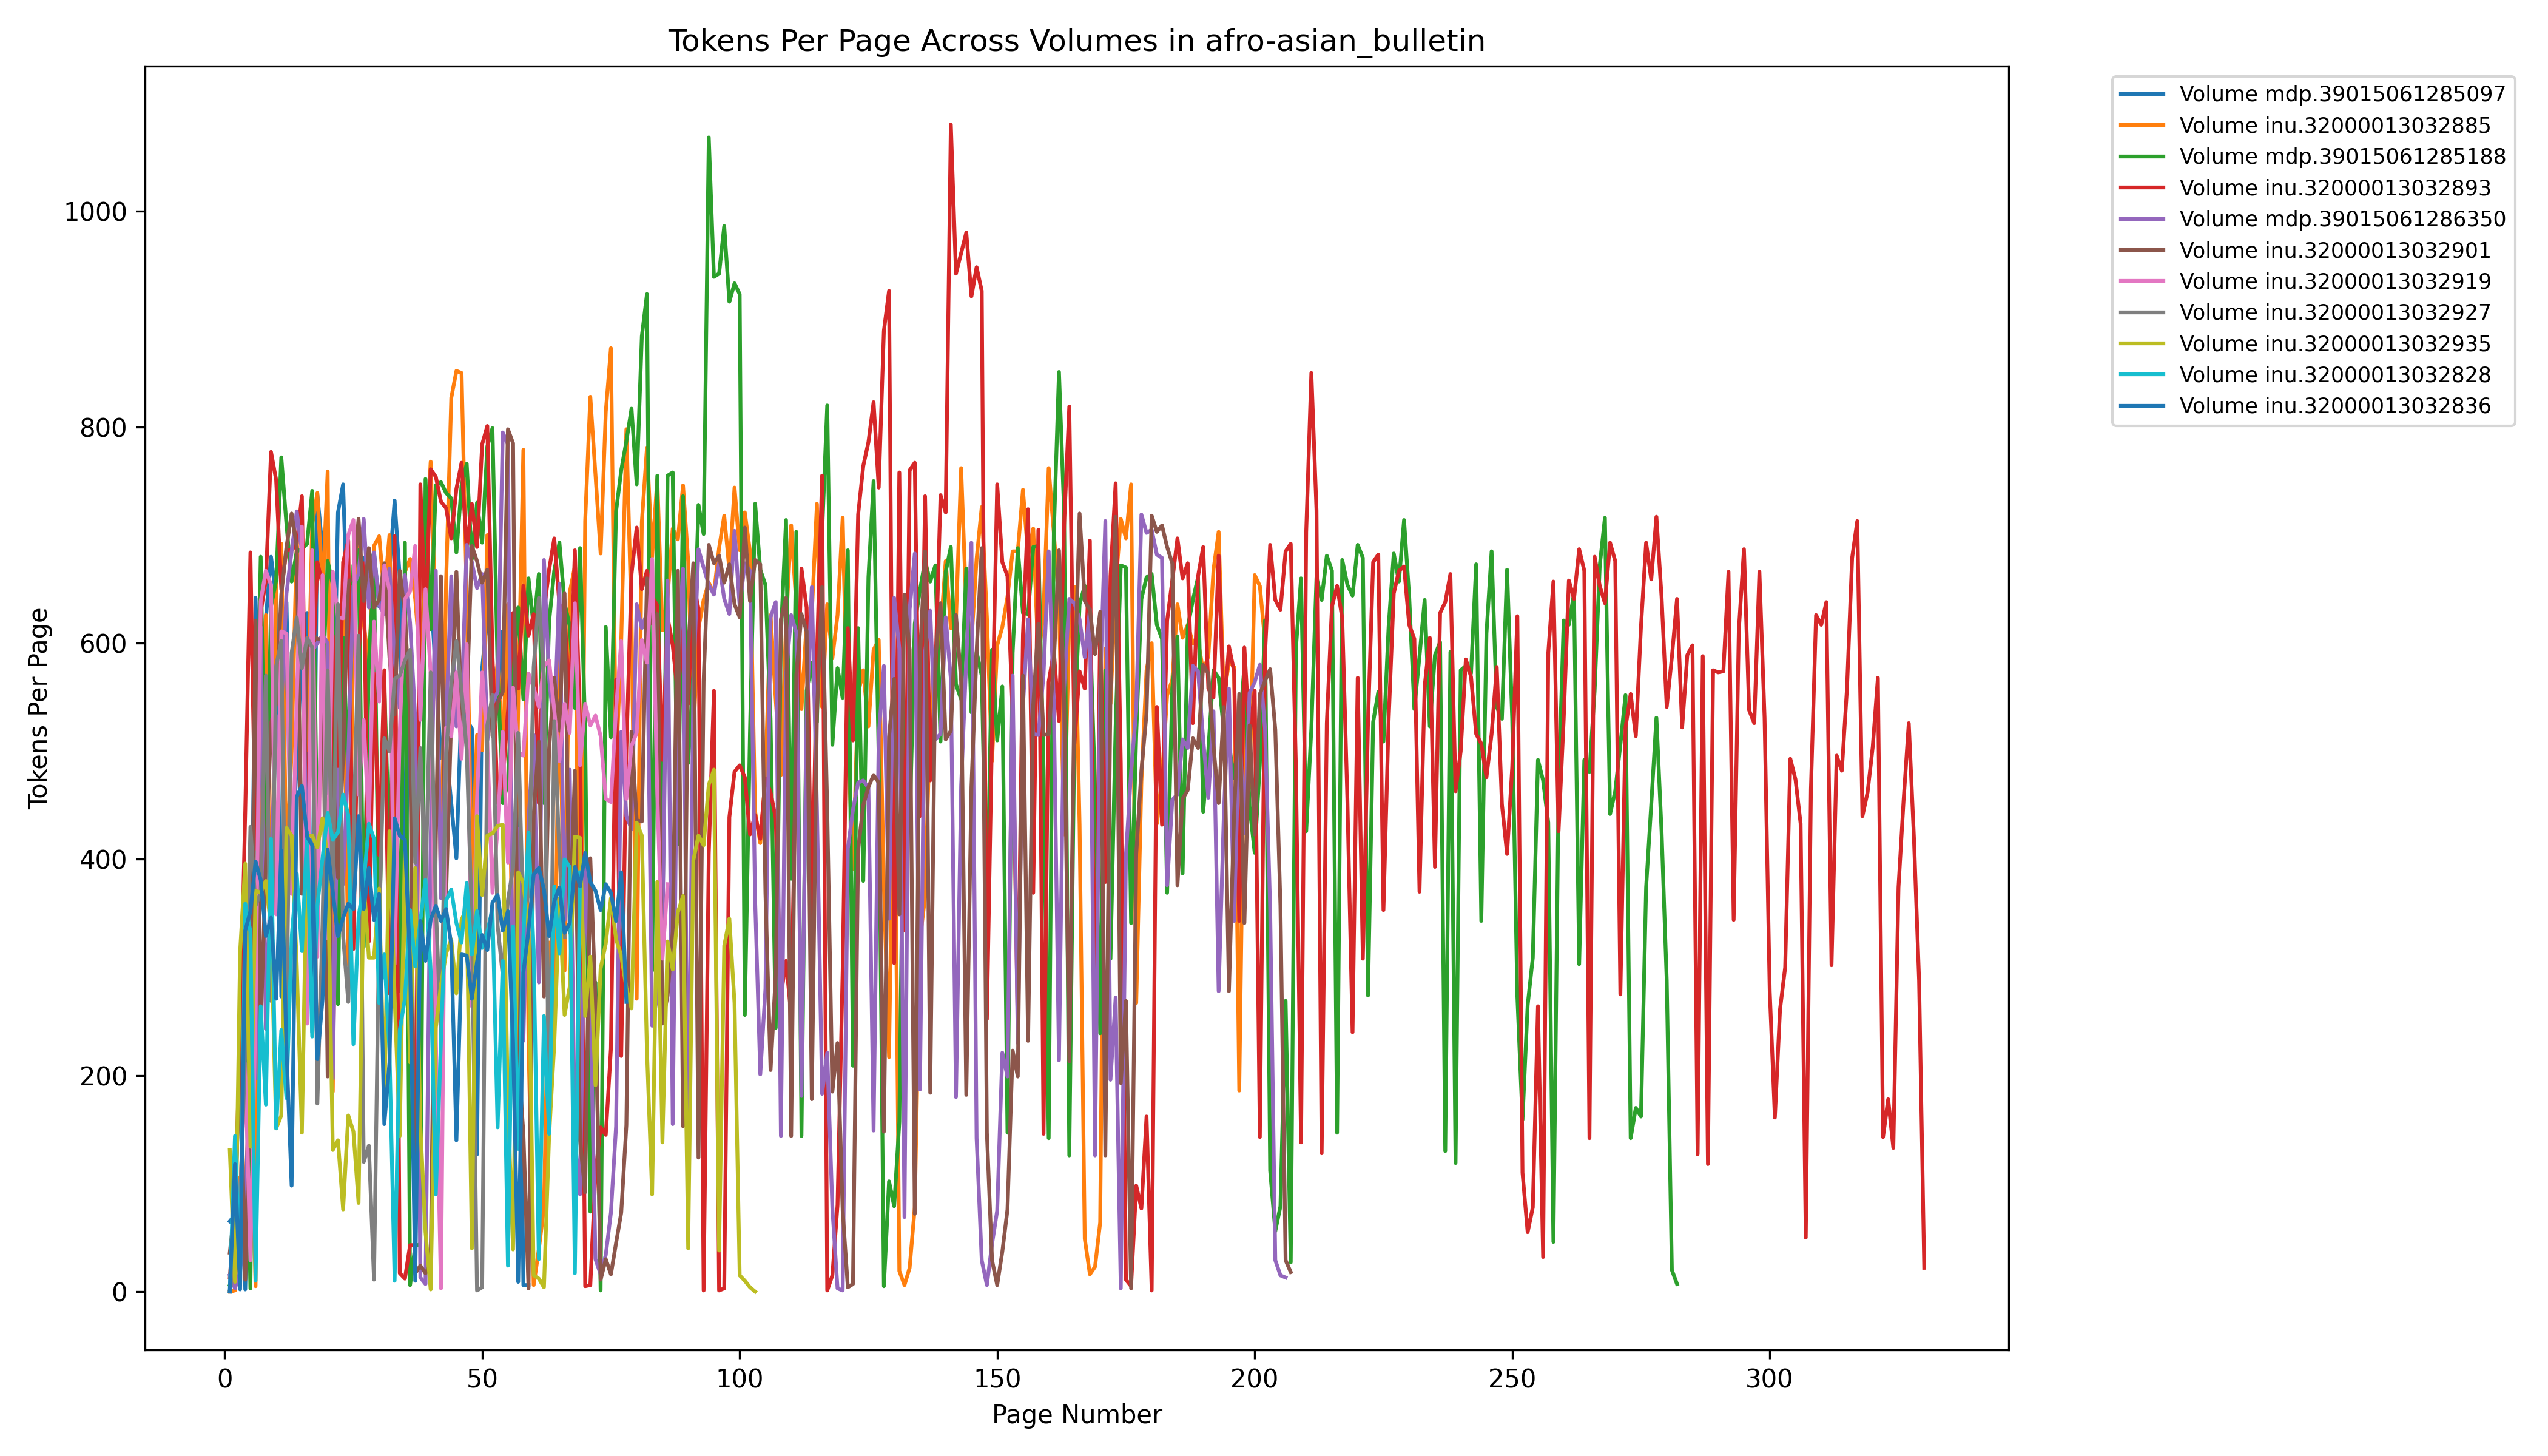 Tokens Per Page Across Volumes in afro-asian_bulletin
Tokens Per Page
1000
800
600
400
200
0
0 50 100 150 200 250 300
Page Number
Volume mdp.39015061285097
Volume inu.32000013032885
Volume mdp.39015061285188
Volume inu.32000013032893
Volume mdp.39015061286350
Volume inu.32000013032901
Volume inu.32000013032919
Volume inu.32000013032927
Volume inu.32000013032935
Volume inu.32000013032828
Volume inu.32000013032836